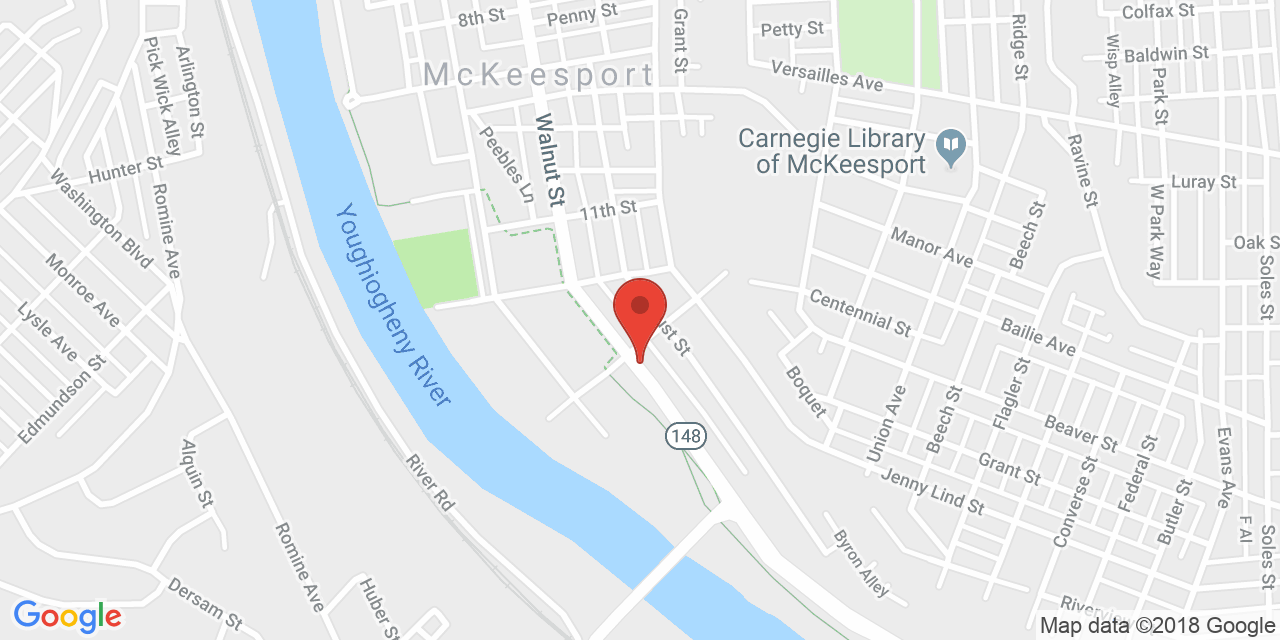 8th St
Penny St
Grant St
Petty St
Ridge St
Colfax St
Wisp Alley
Baldwin St
Park St
Pick Wick Alley
Arlington St
McKeesport
Versailles Ave
Walnut St
Peebles Ln
Carnegie Library
of McKeesport
Ravine St
Hunter St
Luray St
W Park Way
Washington Blvd
Romine Ave
11th St
Beech St
Manor Ave
Oak S
Soles St
Youghiogheny River
Monroe Ave
Lysle Ave
Edmundson St
ust St
Centennial St
Bailie Ave
Boquet
Union Ave
Beech St
Flagler St
Beaver St
148
Alquin St
River Rd
Jenny Lind St
Grant St
Converse St
Federal St
Butler St
Evans Ave
F Al
Soles St
Romine Ave
Byron Alley
Dersam St
Huber St
Riverview
Google
Map data ©2018 Google